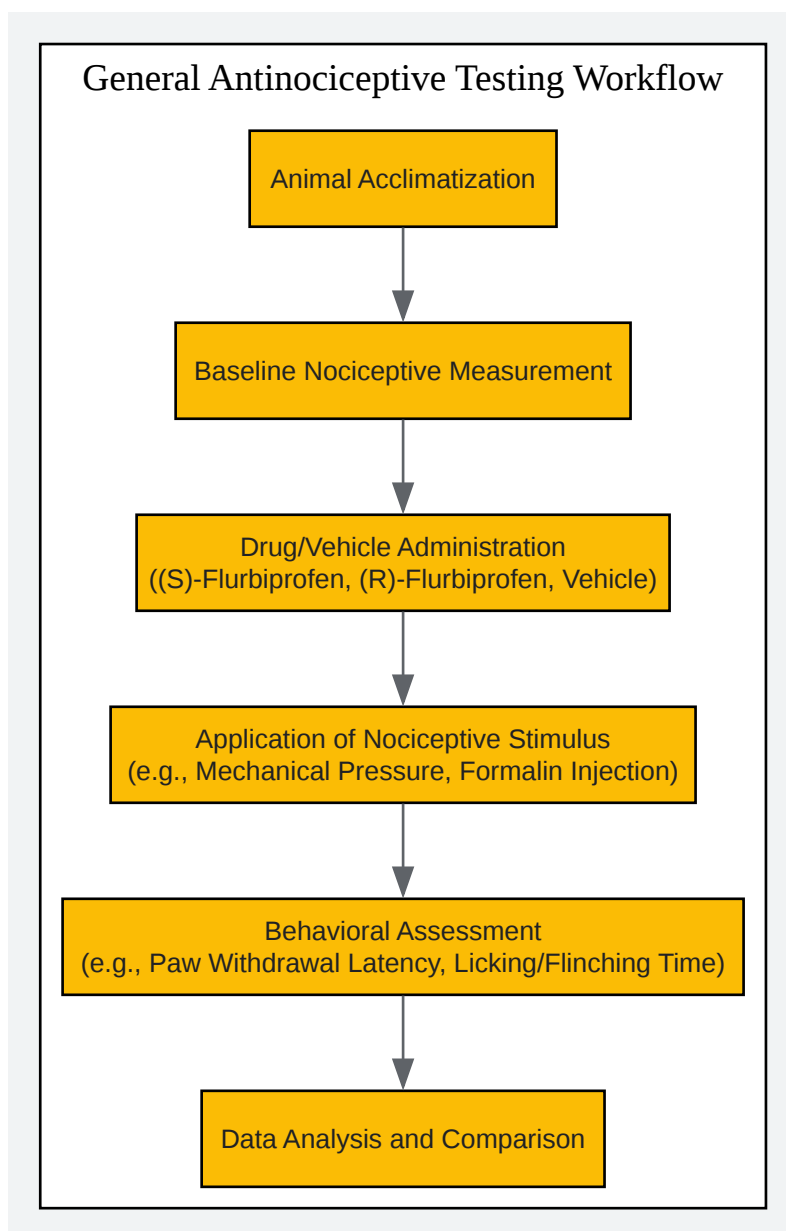 General Antinociceptive Testing Workflow
Animal Acclimatization
Baseline Nociceptive Measurement
Drug/Vehicle Administration
((S)-Flurbiprofen, (R)-Flurbiprofen, Vehicle)
Application of Nociceptive Stimulus
(e.g., Mechanical Pressure, Formalin Injection)
Behavioral Assessment
(e.g., Paw Withdrawal Latency, Licking/Flinching Time)
Data Analysis and Comparison